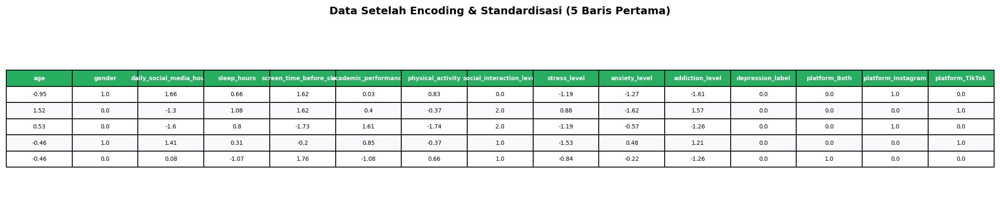 Data Setelah Encoding & Standardisasi (5 Baris Pertama)
age gender daily_social_media_hou sleep_hours screen_time_before_sl academic_performanc physical_activity social_interaction_leve stress_level anxiety_level addiction_level depression_label platform_Both platform_Instagram platform_TikTok
-0.95 1.0 1.66 0.66 1.62 0.03 0.83 0.0 -1.19 -1.27 -1.61 0.0 0.0 1.0 0.0
1.52 0.0 -1.3 1.08 1.62 0.4 -0.37 2.0 0.88 -1.62 1.57 0.0 0.0 0.0 1.0
0.53 0.0 -1.6 0.8 -1.73 1.61 -1.74 2.0 -1.19 -0.57 -1.26 0.0 0.0 1.0 0.0
-0.46 1.0 1.41 0.31 -0.2 0.85 -0.37 1.0 -1.53 0.48 1.21 0.0 0.0 0.0 1.0
-0.46 0.0 0.08 -1.07 1.76 -1.08 0.66 1.0 -0.84 -0.22 -1.26 0.0 1.0 0.0 0.0